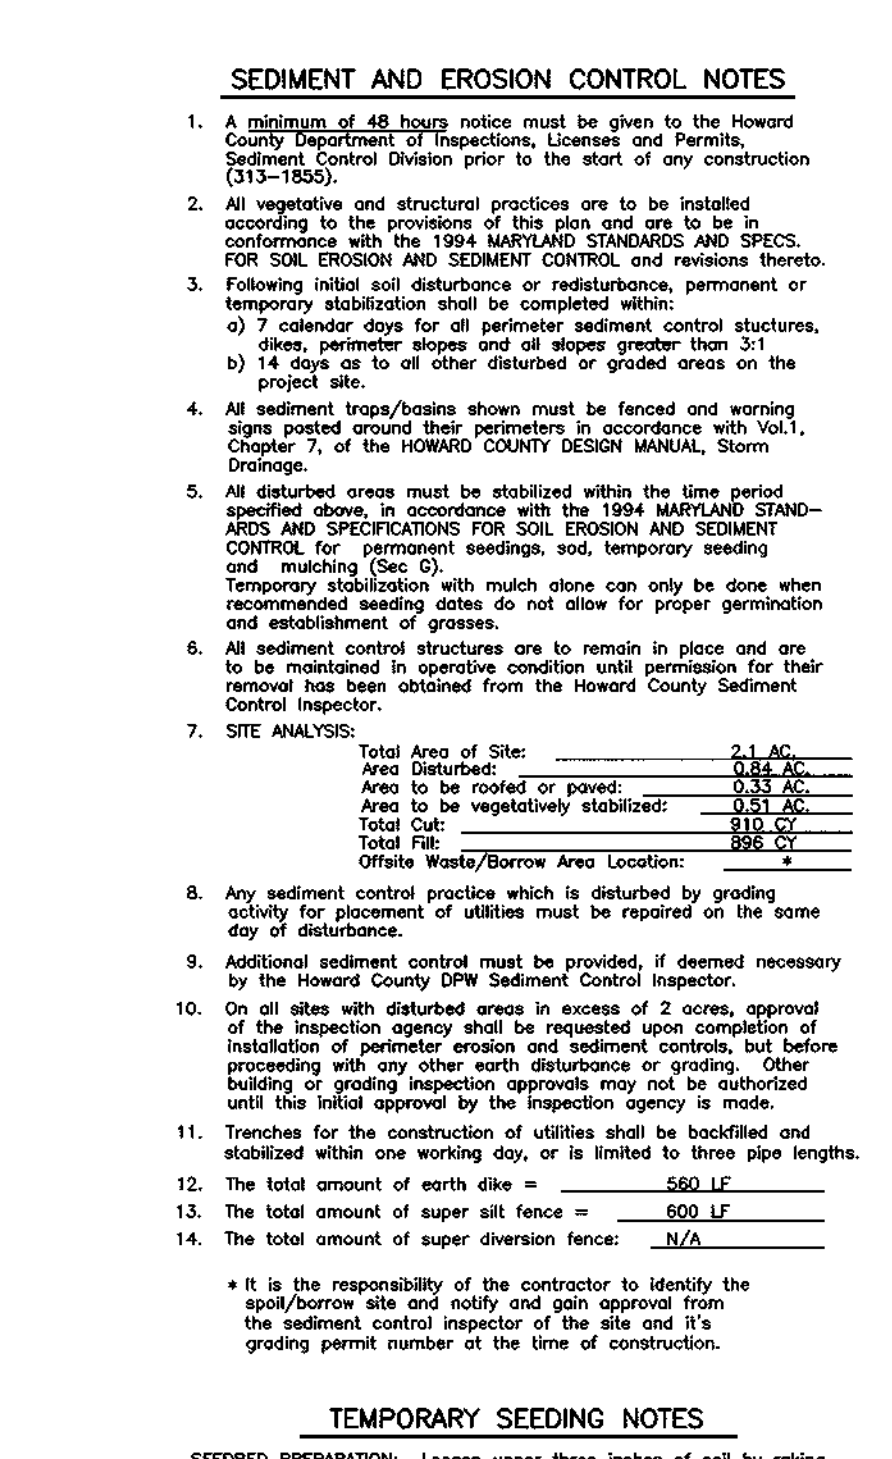 SEDIMENT AND EROSION CONTROL NOTES
1. A minimum of 48 hours notice must be given to the Howard
County Department of Inspections, Licenses and Permits,
Sediment Control Division prior to the start of any construction
(313-1855).
2. All vegetative and structural practices are to be installed
according to the provisions of this plan and are to be in
conformance with the 1994 MARYLAND STANDARDS AND SPECS.
FOR SOIL EROSION AND SEDIMENT CONTROL and revisions thereto.
3. Following initial soil disturbance or redisturbance, permanent or
temporary stabilization shall be completed within:
a) 7 calendar days for all perimeter sediment control stuctures,
dikes, perimeter slopes and all slopes greater than 3:1
b) 14 days as to all other disturbed or graded areas on the
project site.
4. All sediment traps/basins shown must be fenced and warning
signs posted around their perimeters in accordance with Vol.1,
Chapter 7, of the HOWARD COUNTY DESIGN MANUAL, Storm
Drainage.
5. All disturbed areas must be stabilized within the time period
specified above, in accordance with the 1994 MARYLAND STAND-
ARDS AND SPECIFICATIONS FOR SOIL EROSION AND SEDIMENT
CONTROL for permanent seedings, sod, temporary seeding
and mulching (Sec G).
Temporary stabilization with mulch alone can only be done when
recommended seeding dates do not allow for proper germination
and establishment of grasses.
6. All sediment control structures are to remain in place and are
to be maintained in operative condition until permission for their
removal has been obtained from the Howard County Sediment
Control Inspector.
7. SITE ANALYSIS:
Total Area of Site: 2.1 AC.
Area Disturbed: 0.84 AC.
Area to be roofed or paved: 0.33 AC.
Area to be vegetatively stabilized: 0.51 AC.
Total Cut: 910 CY
Total Fill: 896 CY
Offsite Waste/Borrow Area Location: *
8. Any sediment control practice which is disturbed by grading
activity for placement of utilities must be repaired on the same
day of disturbance.
9. Additional sediment control must be provided, if deemed necessary
by the Howard County DPW Sediment Control Inspector.
10. On all sites with disturbed areas in excess of 2 acres, approval
of the inspection agency shall be requested upon completion of
installation of perimeter erosion and sediment controls, but before
proceeding with any other earth disturbance or grading. Other
building or grading inspection approvals may not be authorized
until this initial approval by the inspection agency is made.
11. Trenches for the construction of utilities shall be backfilled and
stabilized within one working day, or is limited to three pipe lengths.
12. The total amount of earth dike = 560 LF
13. The total amount of super silt fence = 600 LF
14. The total amount of super diversion fence: N/A
* It is the responsibility of the contractor to identify the
spoil/borrow site and notify and gain approval from
the sediment control inspector of the site and it's
grading permit number at the time of construction.
TEMPORARY SEEDING NOTES
SEEDBED PREPARATION: Loosen upper three inches of soil by raking